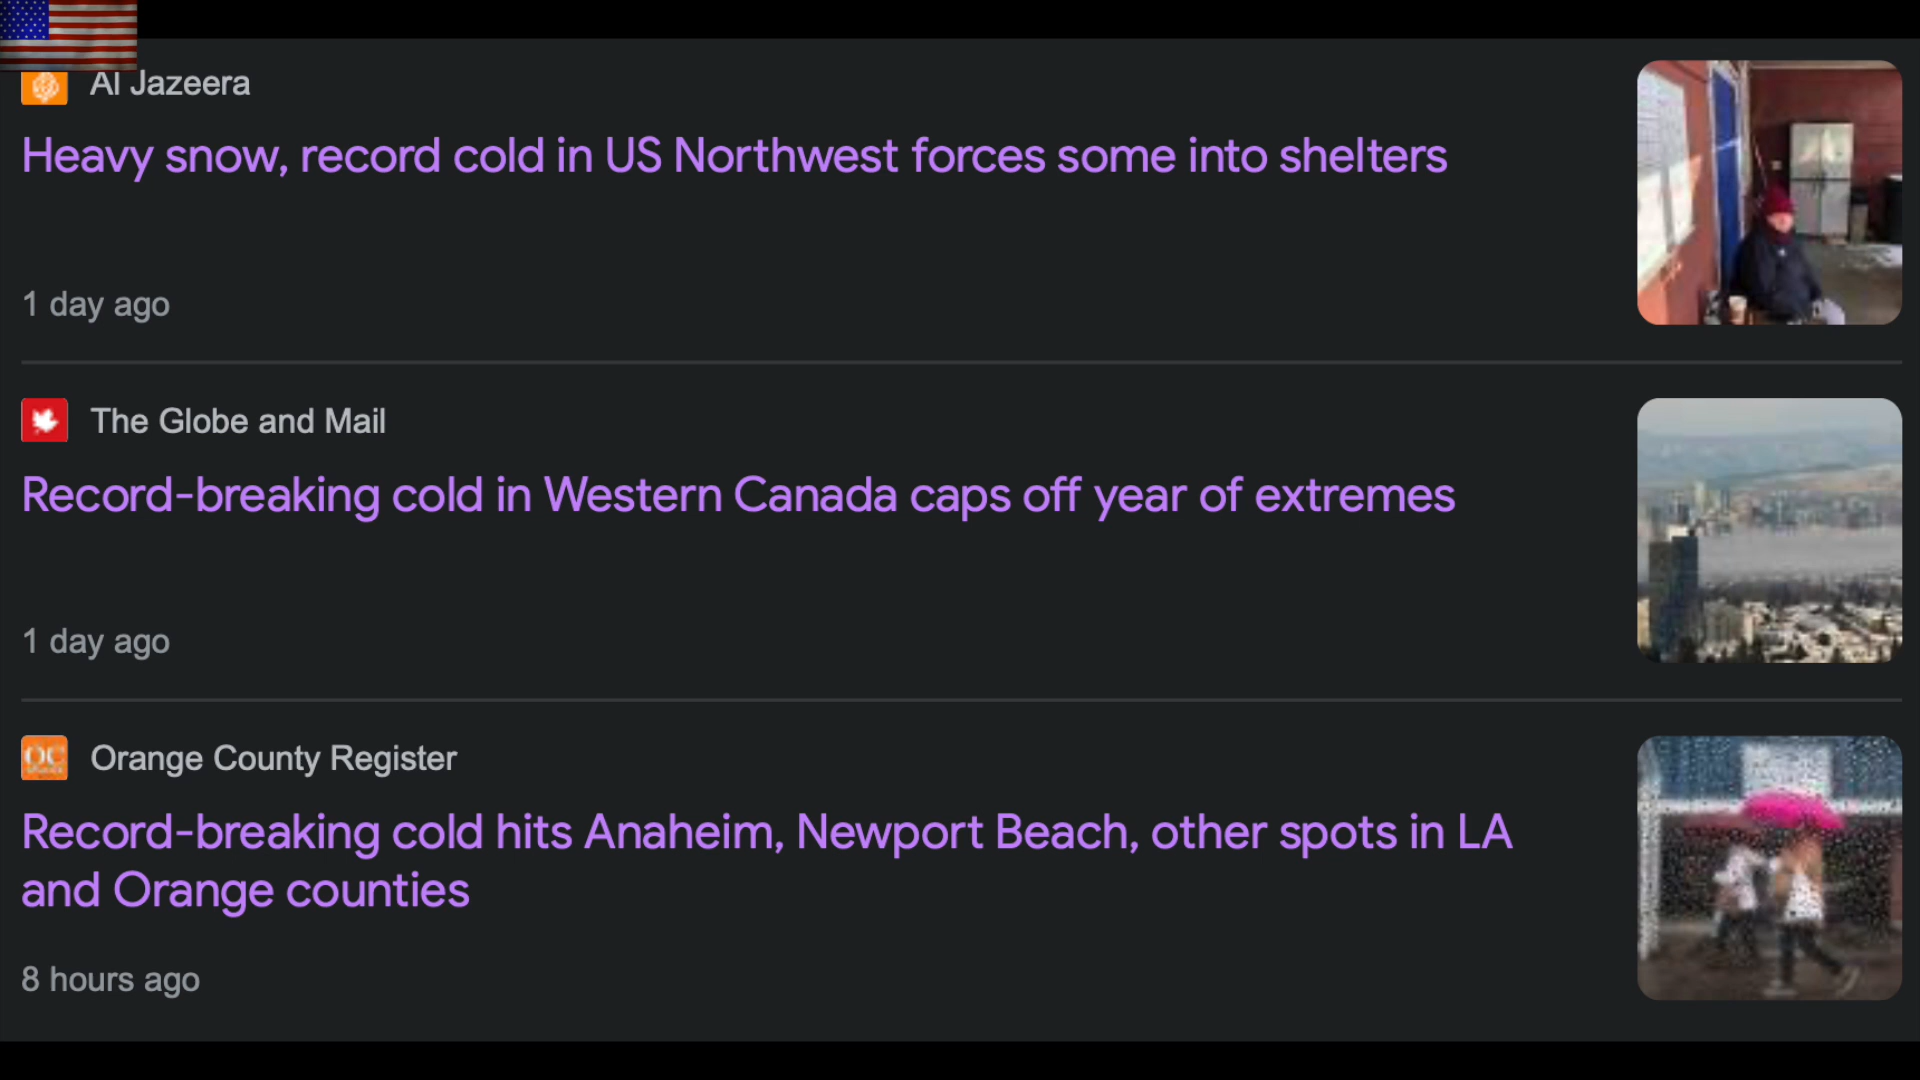 Al Jazeera
Heavy snow, record cold in US Northwest forces some into shelters
1 day ago
The Globe and Mail
Record-breaking cold in Western Canada caps off year of extremes
1 day ago
OC
Orange County Register
Record-breaking cold hits Anaheim, Newport Beach, other spots in LA
and Orange counties
8 hours ago